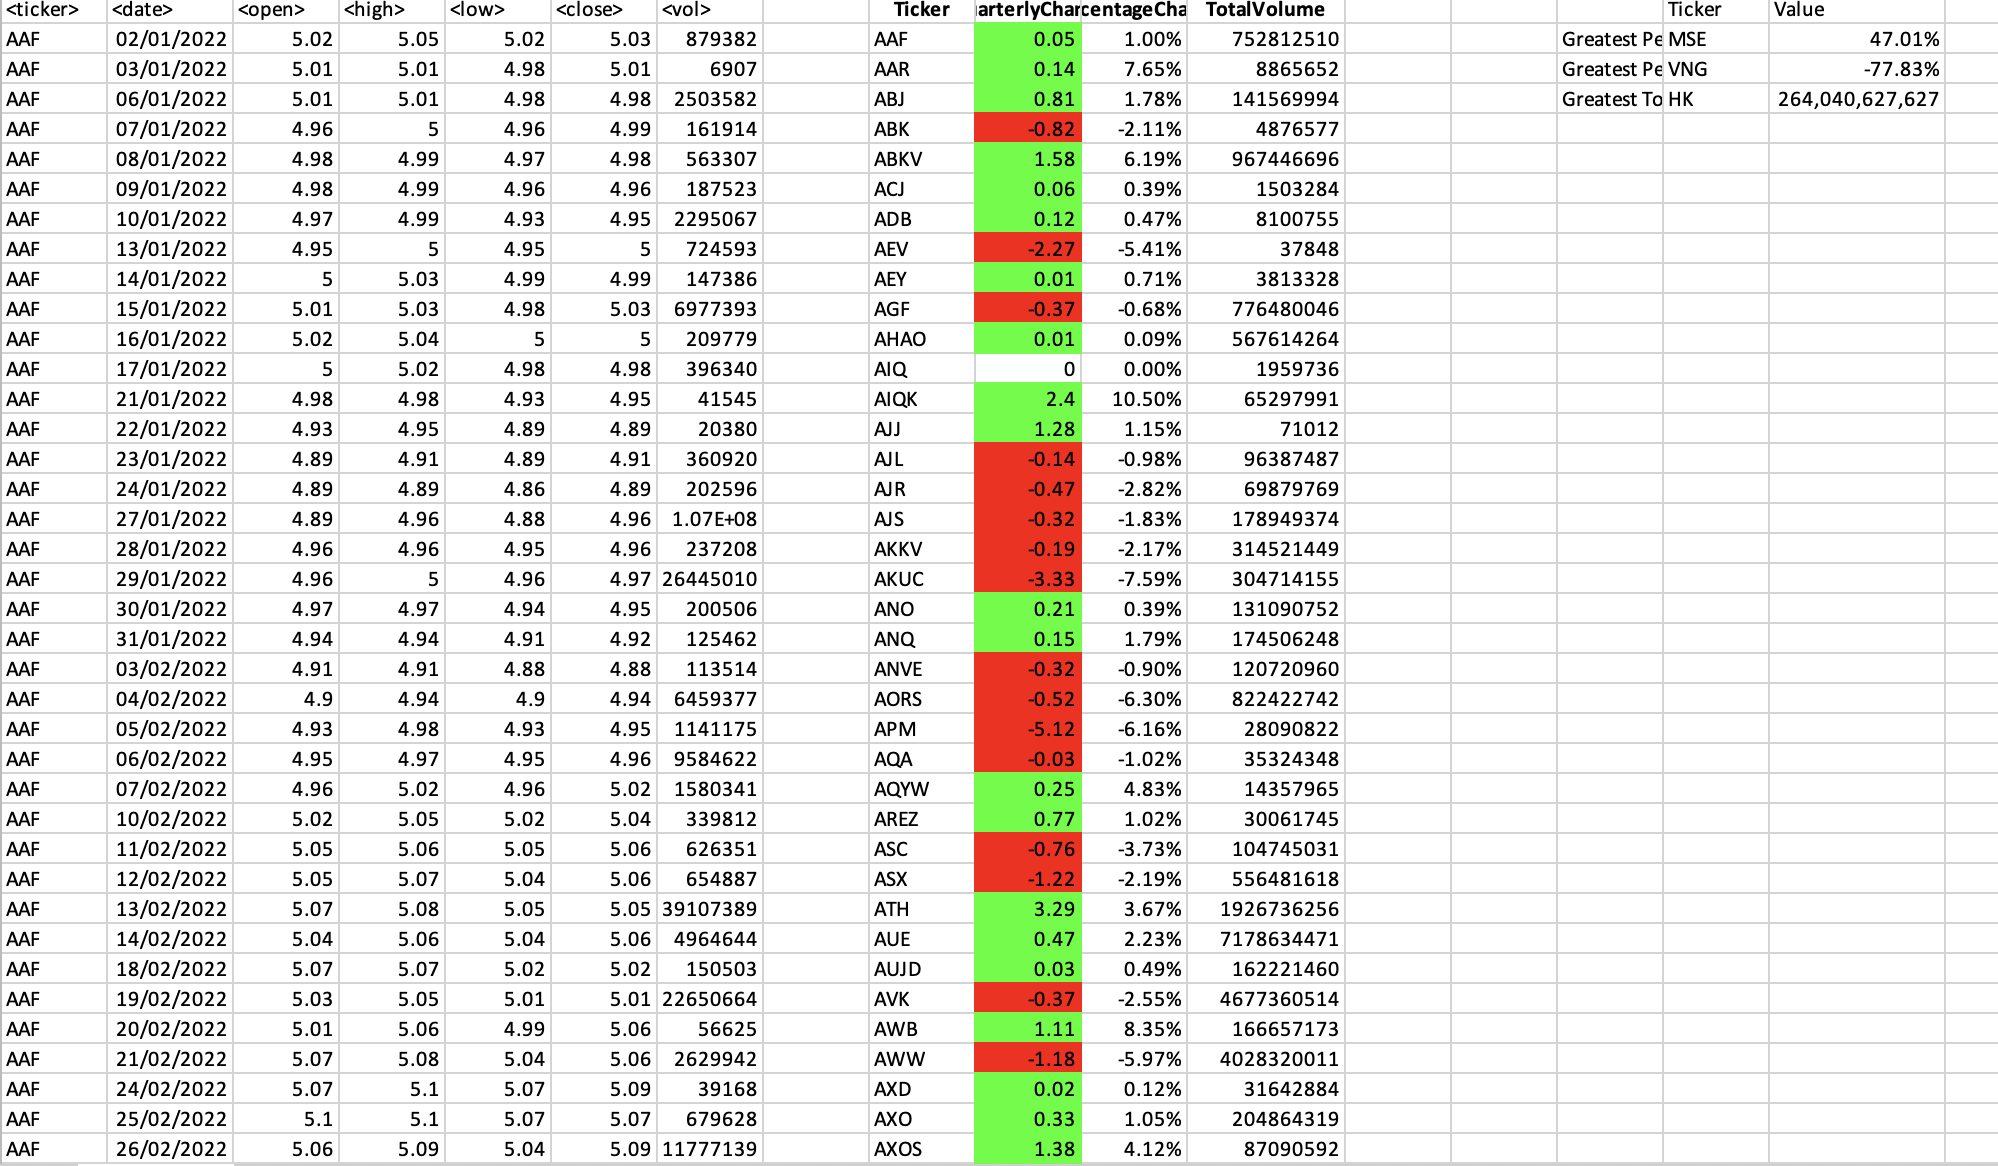 <ticker> <date> <open> <high> <low> <close> <vol> Ticker arterlyChar centageCha TotalVolume Ticker Value
AAF 02/01/2022 5.02 5.05 5.02 5.03 879382 AAF 0.05 1.00% 752812510 Greatest Pe MSE 47.01%
AAF 03/01/2022 5.01 5.01 4.98 5.01 6907 AAR 0.14 7.65% 8865652 Greatest Pe VNG -77.83%
AAF 06/01/2022 5.01 5.01 4.98 4.98 2503582 ABJ 0.81 1.78% 141569994 Greatest To HK 264,040,627,627
AAF 07/01/2022 4.96 5 4.96 4.99 161914 ABK -0.82 -2.11% 4876577
AAF 08/01/2022 4.98 4.99 4.97 4.98 563307 ABKV 1.58 6.19% 967446696
AAF 09/01/2022 4.98 4.99 4.96 4.96 187523 ACJ 0.06 0.39% 1503284
AAF 10/01/2022 4.97 4.99 4.93 4.95 2295067 ADB 0.12 0.47% 8100755
AAF 13/01/2022 4.95 5 4.95 5 724593 AEV -2.27 -5.41% 37848
AAF 14/01/2022 5 5.03 4.99 4.99 147386 AEY 0.01 0.71% 3813328
AAF 15/01/2022 5.01 5.03 4.98 5.03 6977393 AGF -0.37 -0.68% 776480046
AAF 16/01/2022 5.02 5.04 5 5 209779 AHAO 0.01 0.09% 567614264
AAF 17/01/2022 5 5.02 4.98 4.98 396340 AIQ 0 0.00% 1959736
AAF 21/01/2022 4.98 4.98 4.93 4.95 41545 AIQK 2.4 10.50% 65297991
AAF 22/01/2022 4.93 4.95 4.89 4.89 20380 AJJ 1.28 1.15% 71012
AAF 23/01/2022 4.89 4.91 4.89 4.91 360920 AJL -0.14 -0.98% 96387487
AAF 24/01/2022 4.89 4.89 4.86 4.89 202596 AJR -0.47 -2.82% 69879769
AAF 27/01/2022 4.89 4.96 4.88 4.96 1.07E+08 AJS -0.32 -1.83% 178949374
AAF 28/01/2022 4.96 4.96 4.95 4.96 237208 AKKV -0.19 -2.17% 314521449
AAF 29/01/2022 4.96 5 4.96 4.97 26445010 AKUC -3.33 -7.59% 304714155
AAF 30/01/2022 4.97 4.97 4.94 4.95 200506 ANO 0.21 0.39% 131090752
AAF 31/01/2022 4.94 4.94 4.91 4.92 125462 ANQ 0.15 1.79% 174506248
AAF 03/02/2022 4.91 4.91 4.88 4.88 113514 ANVE -0.32 -0.90% 120720960
AAF 04/02/2022 4.9 4.94 4.9 4.94 6459377 AORS -0.52 -6.30% 822422742
AAF 05/02/2022 4.93 4.98 4.93 4.95 1141175 APM -5.12 -6.16% 28090822
AAF 06/02/2022 4.95 4.97 4.95 4.96 9584622 AQA -0.03 -1.02% 35324348
AAF 07/02/2022 4.96 5.02 4.96 5.02 1580341 AQYW 0.25 4.83% 14357965
AAF 10/02/2022 5.02 5.05 5.02 5.04 339812 AREZ 0.77 1.02% 30061745
AAF 11/02/2022 5.05 5.06 5.05 5.06 626351 ASC -0.76 -3.73% 104745031
AAF 12/02/2022 5.05 5.07 5.04 5.06 654887 ASX -1.22 -2.19% 556481618
AAF 13/02/2022 5.07 5.08 5.05 5.05 39107389 ATH 3.29 3.67% 1926736256
AAF 14/02/2022 5.04 5.06 5.04 5.06 4964644 AUE 0.47 2.23% 7178634471
AAF 18/02/2022 5.07 5.07 5.02 5.02 150503 AUJD 0.03 0.49% 162221460
AAF 19/02/2022 5.03 5.05 5.01 5.01 22650664 AVK -0.37 -2.55% 4677360514
AAF 20/02/2022 5.01 5.06 4.99 5.06 56625 AWB 1.11 8.35% 166657173
AAF 21/02/2022 5.07 5.08 5.04 5.06 2629942 AWW -1.18 -5.97% 4028320011
AAF 24/02/2022 5.07 5.1 5.07 5.09 39168 AXD 0.02 0.12% 31642884
AAF 25/02/2022 5.1 5.1 5.07 5.07 679628 AXO 0.33 1.05% 204864319
AAF 26/02/2022 5.06 5.09 5.04 5.09 11777139 AXOS 1.38 4.12% 87090592